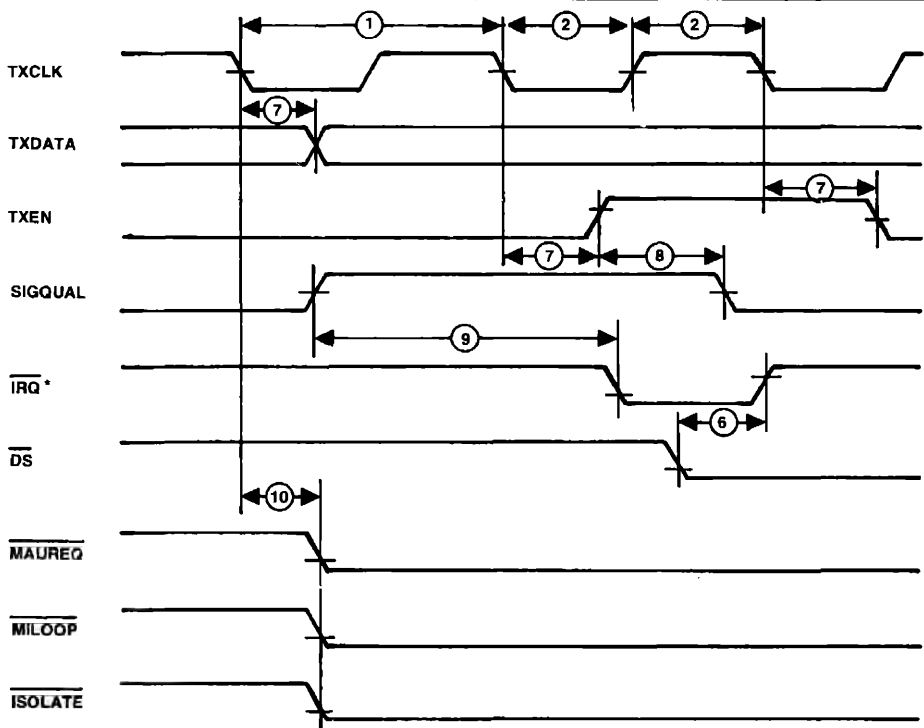 1 2 2
TXCLK
7
TXDATA
7
TXEN
7 8
SIGQUAL
9
IRQ *
6
DS
10
MAUREQ
MILOOP
ISOLATE